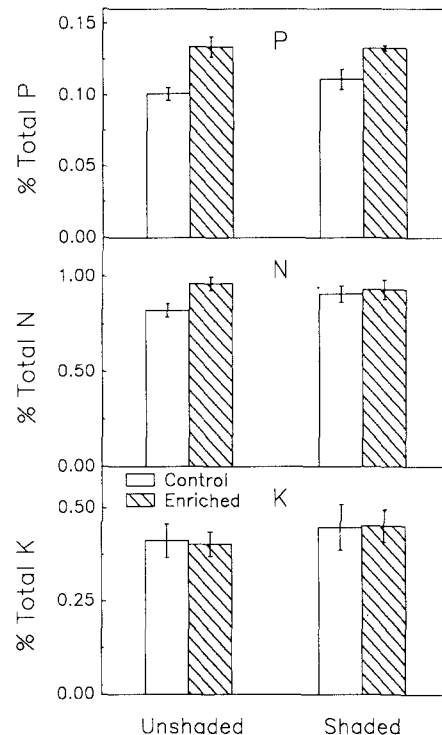 0.15
P
0.10
0.05
0.00
% Total P
1.00
N
0.50
0.00
% Total N
Control
Enriched
K
0.50
0.25
0.00
% Total K
Unshaded
Shaded